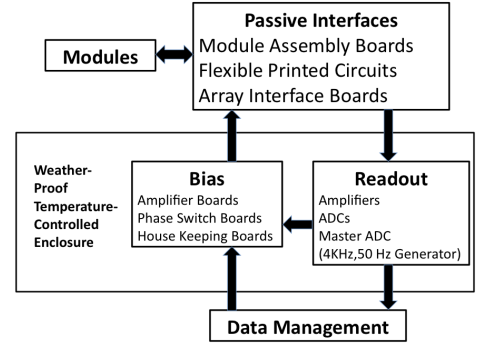 Passive Interfaces
Module Assembly Boards
Flexible Printed Circuits
Array Interface Boards
Modules
Weather-
Proof
Temperature-
Controlled
Enclosure
Bias
Amplifier Boards
Phase Switch Boards
House Keeping Boards
Readout
Amplifiers
ADCs
Master ADC
(4KHz,50 Hz Generator)
Data Management